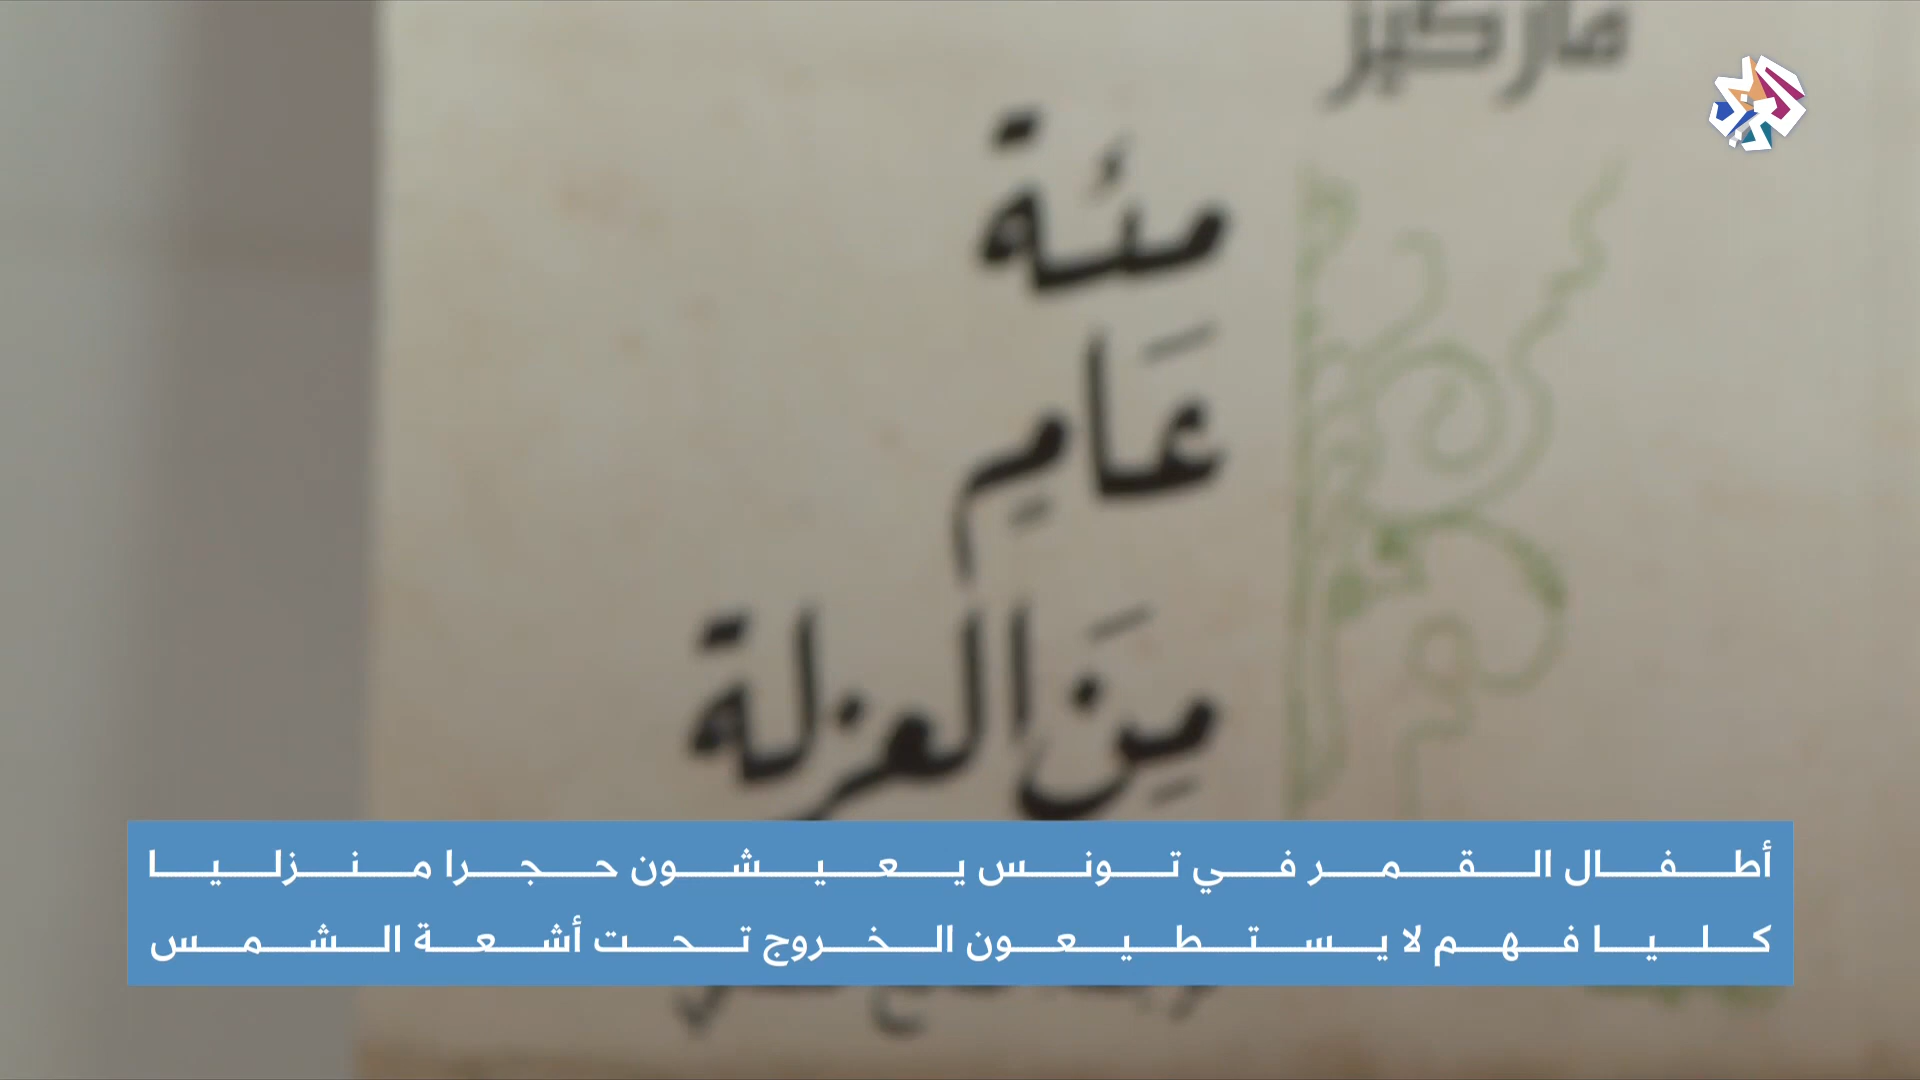 ماركيز
مئة
عَامِ
مِنَ العزلة
أطفال القمر في تونس يعيشون حجرا منزليا
كليا فهم لا يستطيعون الخروج تحت أشعة الشمس